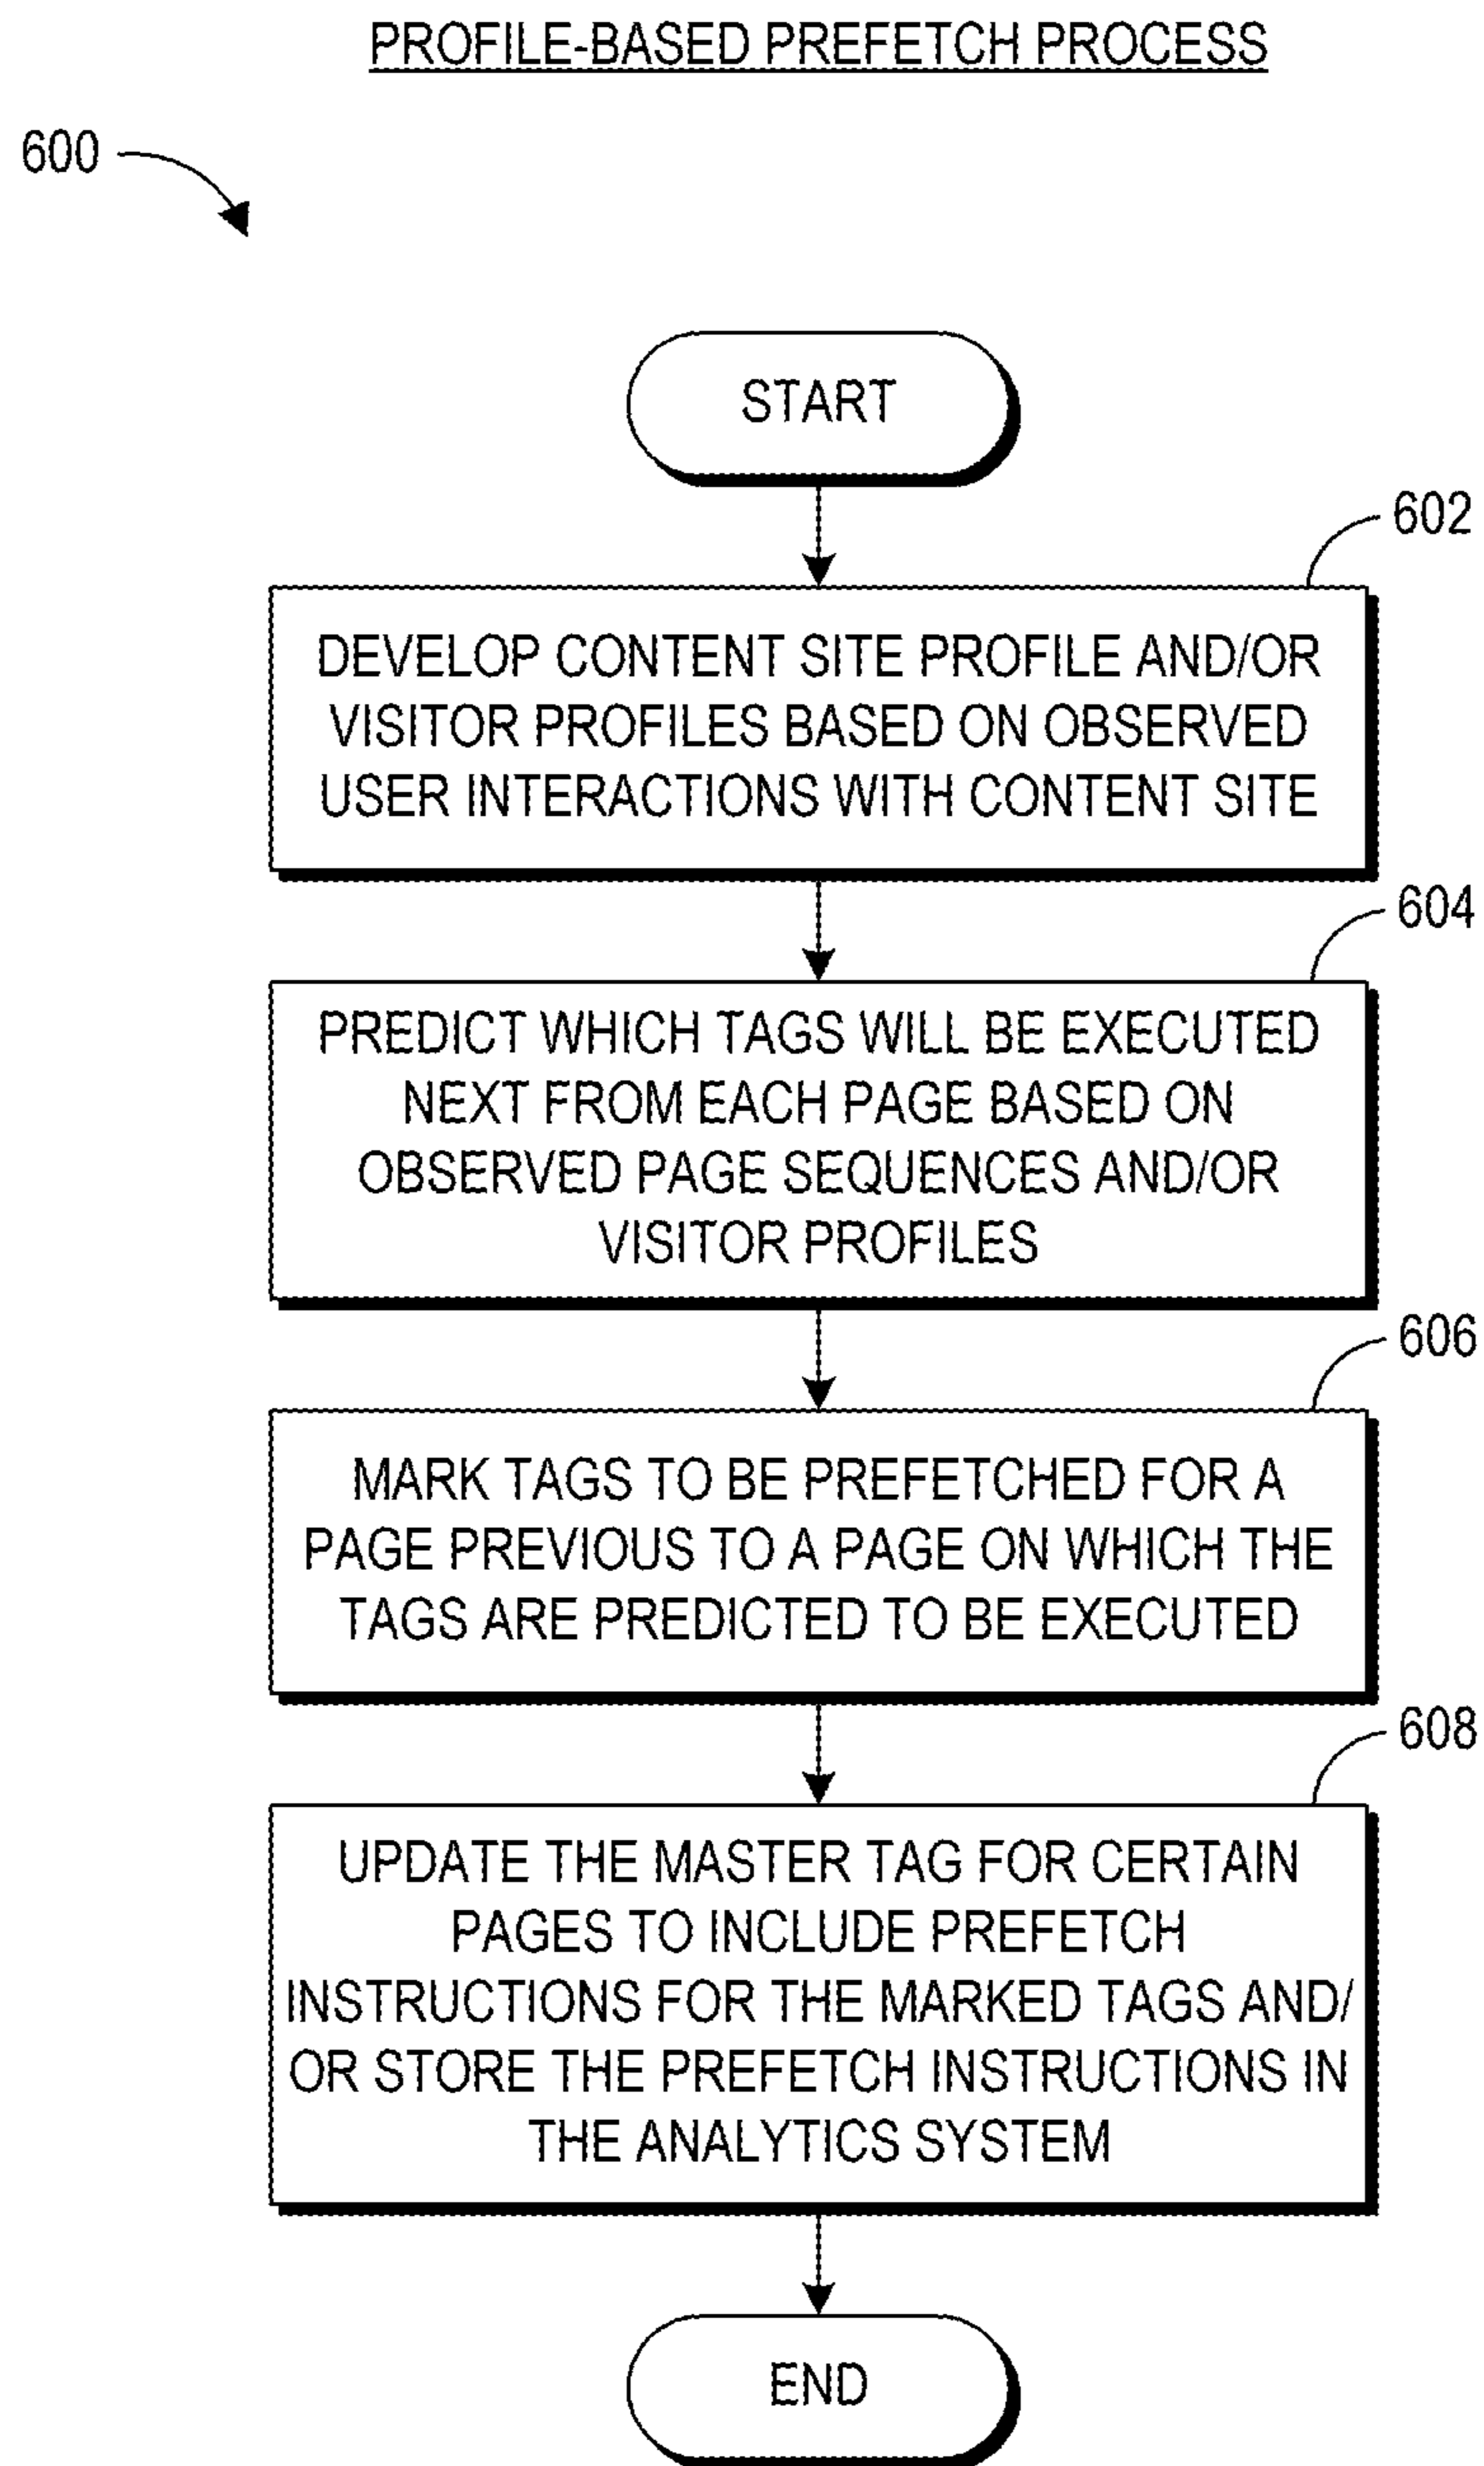 PROFILE-BASED PREFETCH PROCESS
600
START
602
DEVELOP CONTENT SITE PROFILE AND/OR
VISITOR PROFILES BASED ON OBSERVED
USER INTERACTIONS WITH CONTENT SITE
604
PREDICT WHICH TAGS WILL BE EXECUTED
NEXT FROM EACH PAGE BASED ON
OBSERVED PAGE SEQUENCES AND/OR
VISITOR PROFILES
606
MARK TAGS TO BE PREFETCHED FOR A
PAGE PREVIOUS TO A PAGE ON WHICH THE
TAGS ARE PREDICTED TO BE EXECUTED
608
UPDATE THE MASTER TAG FOR CERTAIN
PAGES TO INCLUDE PREFETCH
INSTRUCTIONS FOR THE MARKED TAGS AND/
OR STORE THE PREFETCH INSTRUCTIONS IN
THE ANALYTICS SYSTEM
END